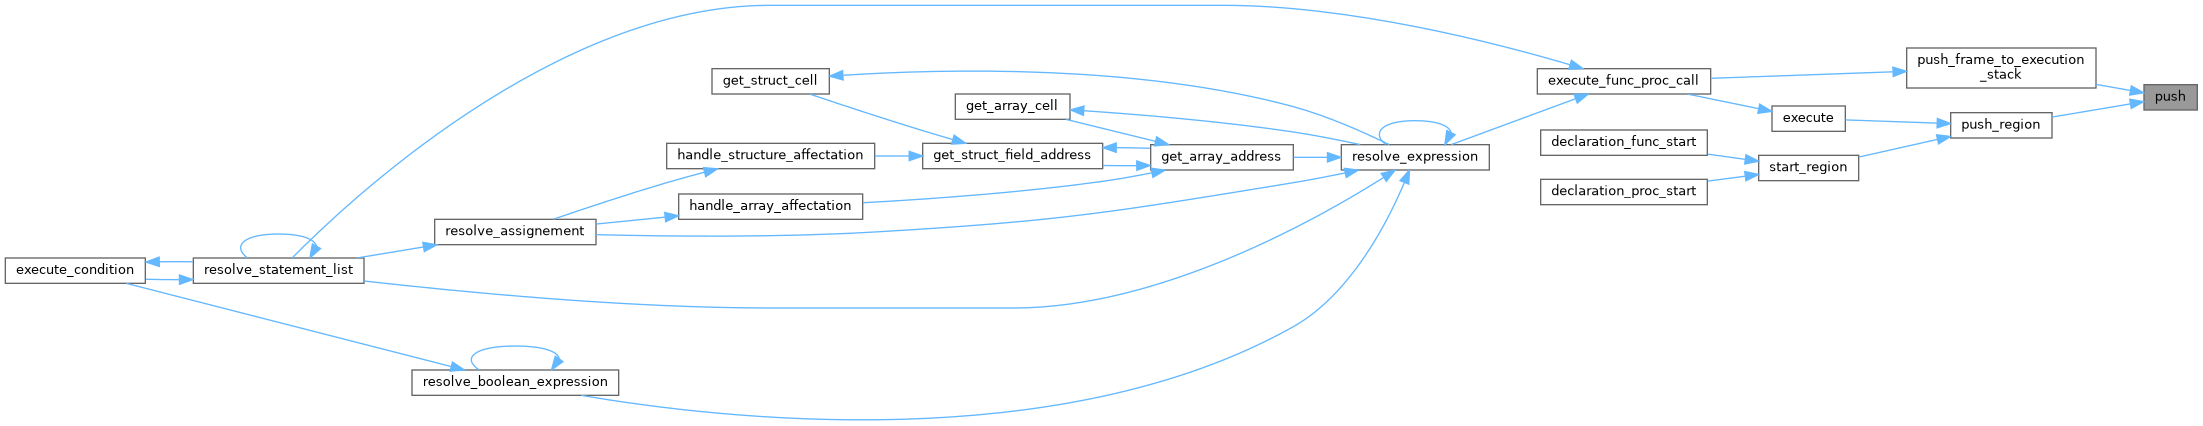 push_frame_to_execution
_stack
get_struct_cell
execute_func_proc_call
push
get_array_cell
execute
push_region
declaration_func_start
handle_structure_affectation
get_struct_field_address
get_array_address
resolve_expression
start_region
declaration_proc_start
handle_array_affectation
resolve_assignement
execute_condition
resolve_statement_list
resolve_boolean_expression